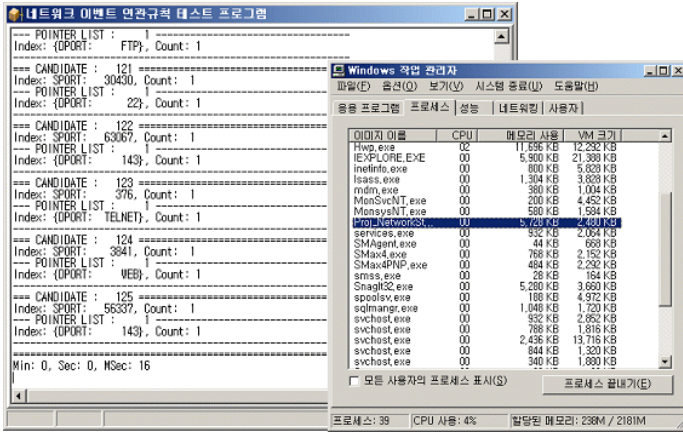 네트워크 이벤트 연관규칙 테스트 프로그램
--- POINTER LIST :     1 ------------------------------
Index: {DPORT:     FTP}, Count: 1
=== CANDIDATE :    121 ==============================
Index: SPORT:   30430, Count: 1
--- POINTER LIST :     1 ------------------------------
Index: {DPORT:      22}, Count: 1
=== CANDIDATE :    122 ==============================
Index: SPORT:   63067, Count: 1
--- POINTER LIST :     1 ------------------------------
Index: {DPORT:     143}, Count: 1
=== CANDIDATE :    123 ==============================
Index: SPORT:     376, Count: 1
--- POINTER LIST :     1 ------------------------------
Index: {DPORT:  TELNET}, Count: 1
=== CANDIDATE :    124 ==============================
Index: SPORT:    3841, Count: 1
--- POINTER LIST :     1 ------------------------------
Index: {DPORT:     WEB}, Count: 1
=== CANDIDATE :    125 ==============================
Index: SPORT:   56337, Count: 1
--- POINTER LIST :     1 ------------------------------
Index: {DPORT:     143}, Count: 1
Min: 0, Sec: 0, MSec: 16
Windows 작업 관리자
파일(F) 옵션(O) 보기(V) 시스템 종료(U) 도움말(H)
응용 프로그램 프로세스 성능 네트워킹 사용자
이미지 이름 CPU 메모리 사용 VM 크기
Hwp.exe 02 11,696 KB 12,292 KB
IEXPLORE.EXE 00 5,900 KB 21,388 KB
inetinfo.exe 00 800 KB 5,828 KB
lsass.exe 00 1,304 KB 3,828 KB
mdm.exe 00 380 KB 1,004 KB
MonSvcNT.exe 00 200 KB 4,452 KB
MonsysNT.exe 00 580 KB 1,584 KB
Proj_NetworkSt... 00 5,728 KB 2,480 KB
services.exe 00 932 KB 2,064 KB
SMAgent.exe 00 44 KB 668 KB
SMax4.exe 00 768 KB 2,152 KB
SMax4PNP.exe 00 484 KB 2,292 KB
smss.exe 00 28 KB 164 KB
SnagIt32.exe 00 5,280 KB 3,660 KB
spoolsv.exe 00 188 KB 4,972 KB
sqlmangr.exe 00 1,048 KB 1,720 KB
svchost.exe 00 932 KB 2,852 KB
svchost.exe 00 788 KB 1,816 KB
svchost.exe 00 2,436 KB 13,716 KB
svchost.exe 00 844 KB 1,320 KB
svchost.exe 00 340 KB 1,880 KB
모든 사용자의 프로세스 표시(S) 프로세스 끝내기(E)
프로세스: 39 CPU 사용: 4% 할당된 메모리: 238M / 2181M